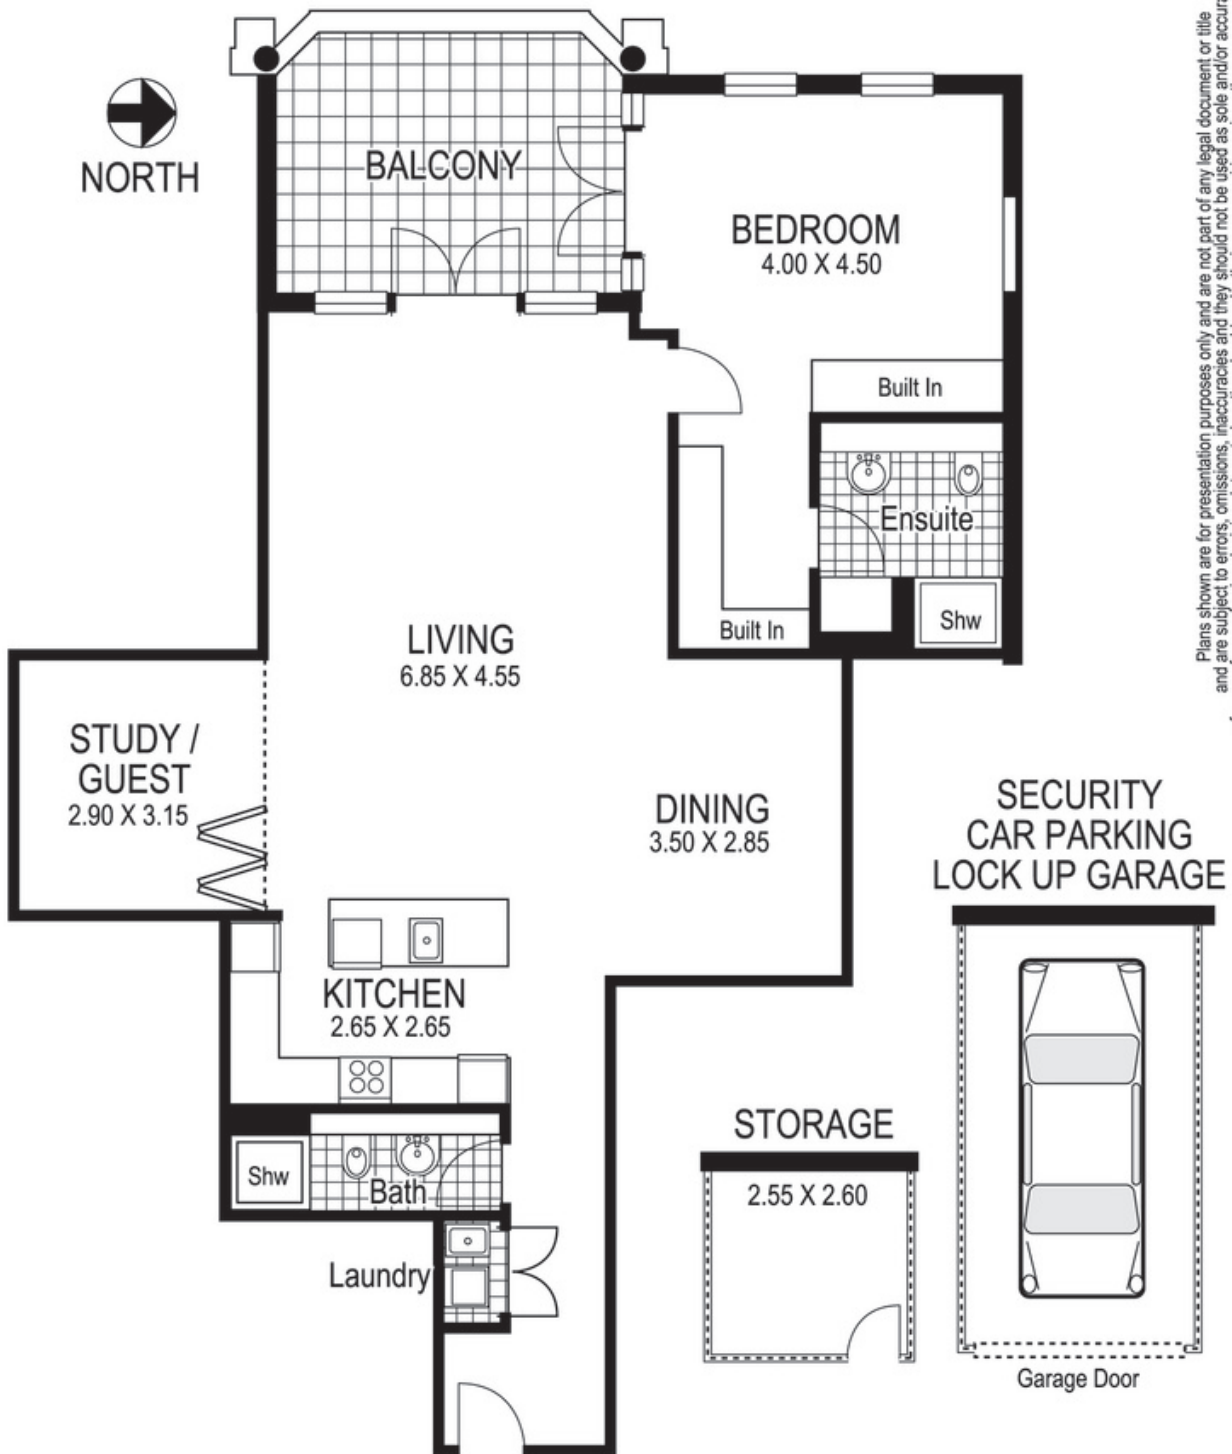 NORTH
BALCONY
BEDROOM
4.00 X 4.50
Built In
Ensuite
Built In
Shw
LIVING
6.85 X 4.55
STUDY /
GUEST
2.90 X 3.15
DINING
3.50 X 2.85
KITCHEN
2.65 X 2.65
Shw
Bath
Laundry
STORAGE
2.55 X 2.60
SECURITY
CAR PARKING
LOCK UP GARAGE
Garage Door
Plans shown are for presentation purposes only and are not part of any legal document or title
and are subject to errors, omissions, inaccuracies and they should not be used as sole and/or